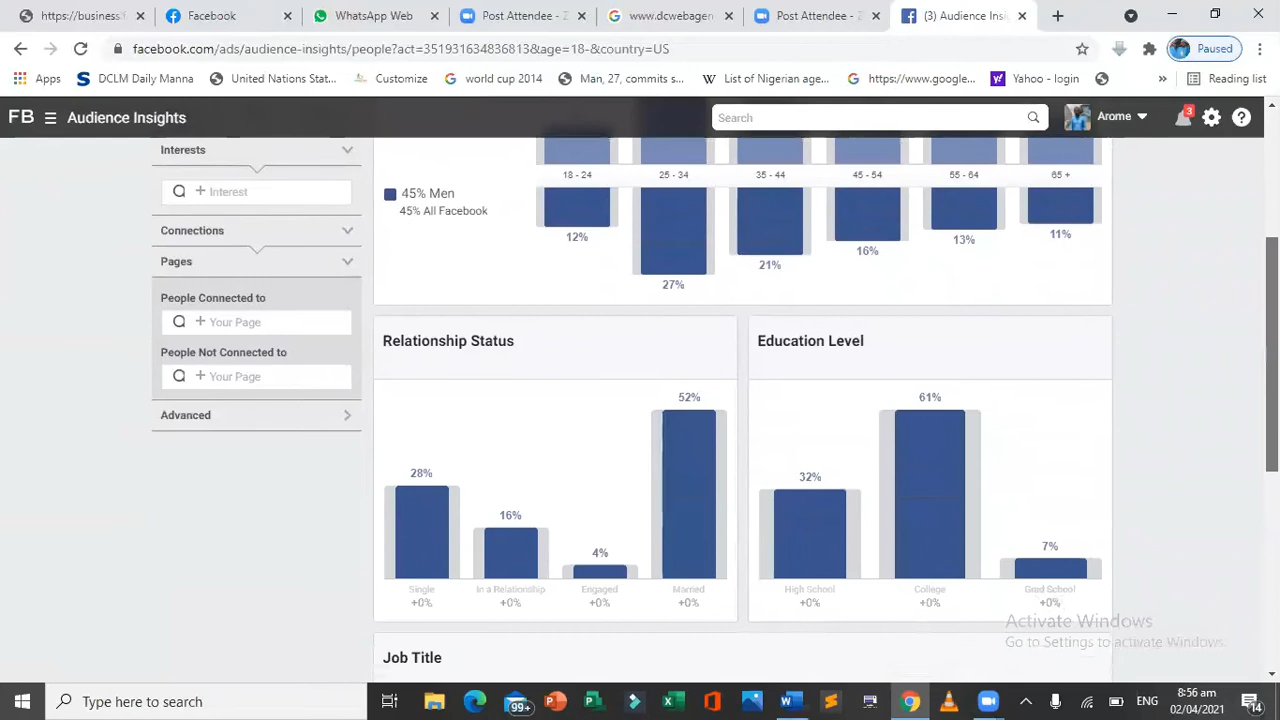 https://business.f
Facebook
WhatsApp Web
Post Attendee - Z
www.dcwebagen
Post Attendee - Z
(3) Audience Insi
facebook.com/ads/audience-insights/people?act=351931634836813&age=18-&country=US
Paused
Apps
DCLM Daily Manna
United Nations Stat...
Customize
world cup 2014
Man, 27, commits s...
List of Nigerian age...
https://www.google...
Yahoo - login
»
Reading list
FB
Audience Insights
Search
Arome
3
Interests
+ Interest
Connections
Pages
People Connected to
+ Your Page
People Not Connected to
+ Your Page
Advanced
45% Men
45% All Facebook
18 - 24
25 - 34
35 - 44
45 - 54
55 - 64
65 +
12%
27%
21%
16%
13%
11%
Relationship Status
28%
16%
4%
52%
Single
In a Relationship
Engaged
Married
+0%
+0%
+0%
+0%
Education Level
32%
61%
7%
High School
College
Grad School
+0%
+0%
+0%
Job Title
Activate Windows
Go to Settings to activate Windows.
Type here to search
99+
ENG
8:56 am
02/04/2021
14